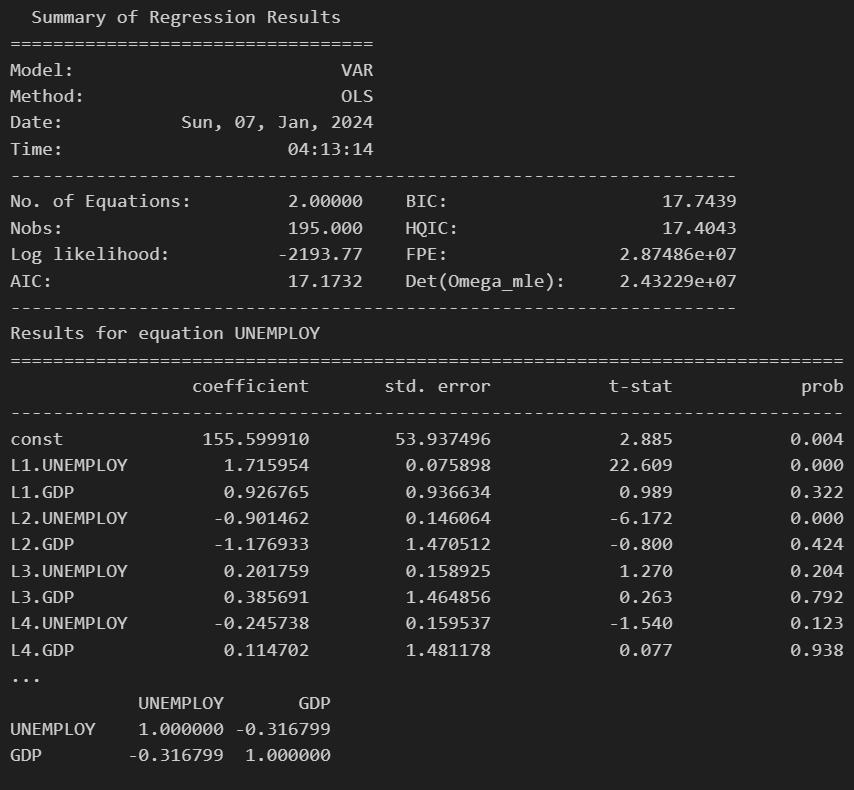 Summary of Regression Results
==================================
Model:                         VAR
Method:                        OLS
Date:           Sun, 07, Jan, 2024
Time:                     04:13:14
--------------------------------------------------------------------
No. of Equations:         2.00000    BIC:                    17.7439
Nobs:                     195.000    HQIC:                   17.4043
Log likelihood:          -2193.77    FPE:                2.87486e+07
AIC:                      17.1732    Det(Omega_mle):     2.43229e+07
--------------------------------------------------------------------
Results for equation UNEMPLOY
==============================================================================
                 coefficient       std. error           t-stat            prob
------------------------------------------------------------------------------
const             155.599910        53.937496            2.885           0.004
L1.UNEMPLOY         1.715954         0.075898           22.609           0.000
L1.GDP              0.926765         0.936634            0.989           0.322
L2.UNEMPLOY        -0.901462         0.146064           -6.172           0.000
L2.GDP             -1.176933         1.470512           -0.800           0.424
L3.UNEMPLOY         0.201759         0.158925            1.270           0.204
L3.GDP              0.385691         1.464856            0.263           0.792
L4.UNEMPLOY        -0.245738         0.159537           -1.540           0.123
L4.GDP              0.114702         1.481178            0.077           0.938
...
            UNEMPLOY       GDP
UNEMPLOY    1.000000 -0.316799
GDP        -0.316799  1.000000